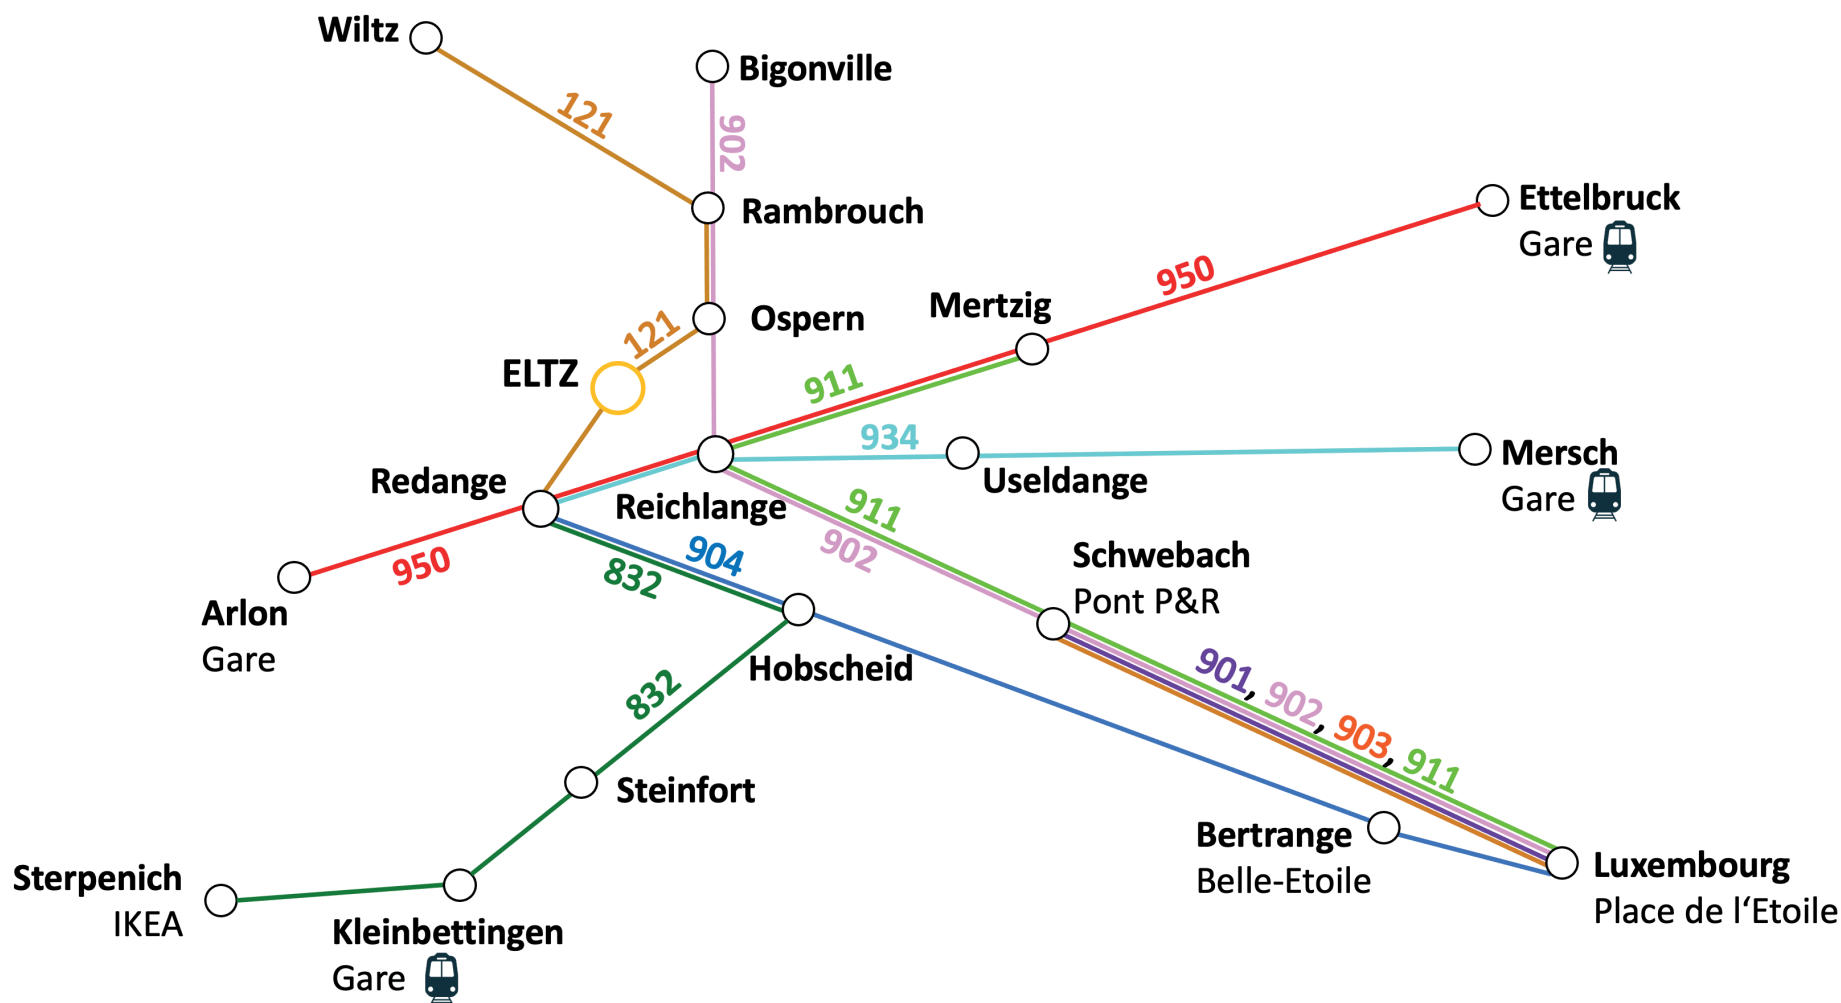 Wiltz
Bigonville
121
902
Rambrouch
Ettelbruck
Gare
950
Mertzig
Ospern
121
ELTZ
911
934
Mersch
Gare
Useldange
Redange
Reichlange
911
902
904
832
950
Schwebach
Pont P&R
Arlon
Gare
Hobscheid
901, 902, 903, 911
832
Steinfort
Bertrange
Belle-Etoile
Luxembourg
Place de l‘Etoile
Sterpenich
IKEA
Kleinbettingen
Gare